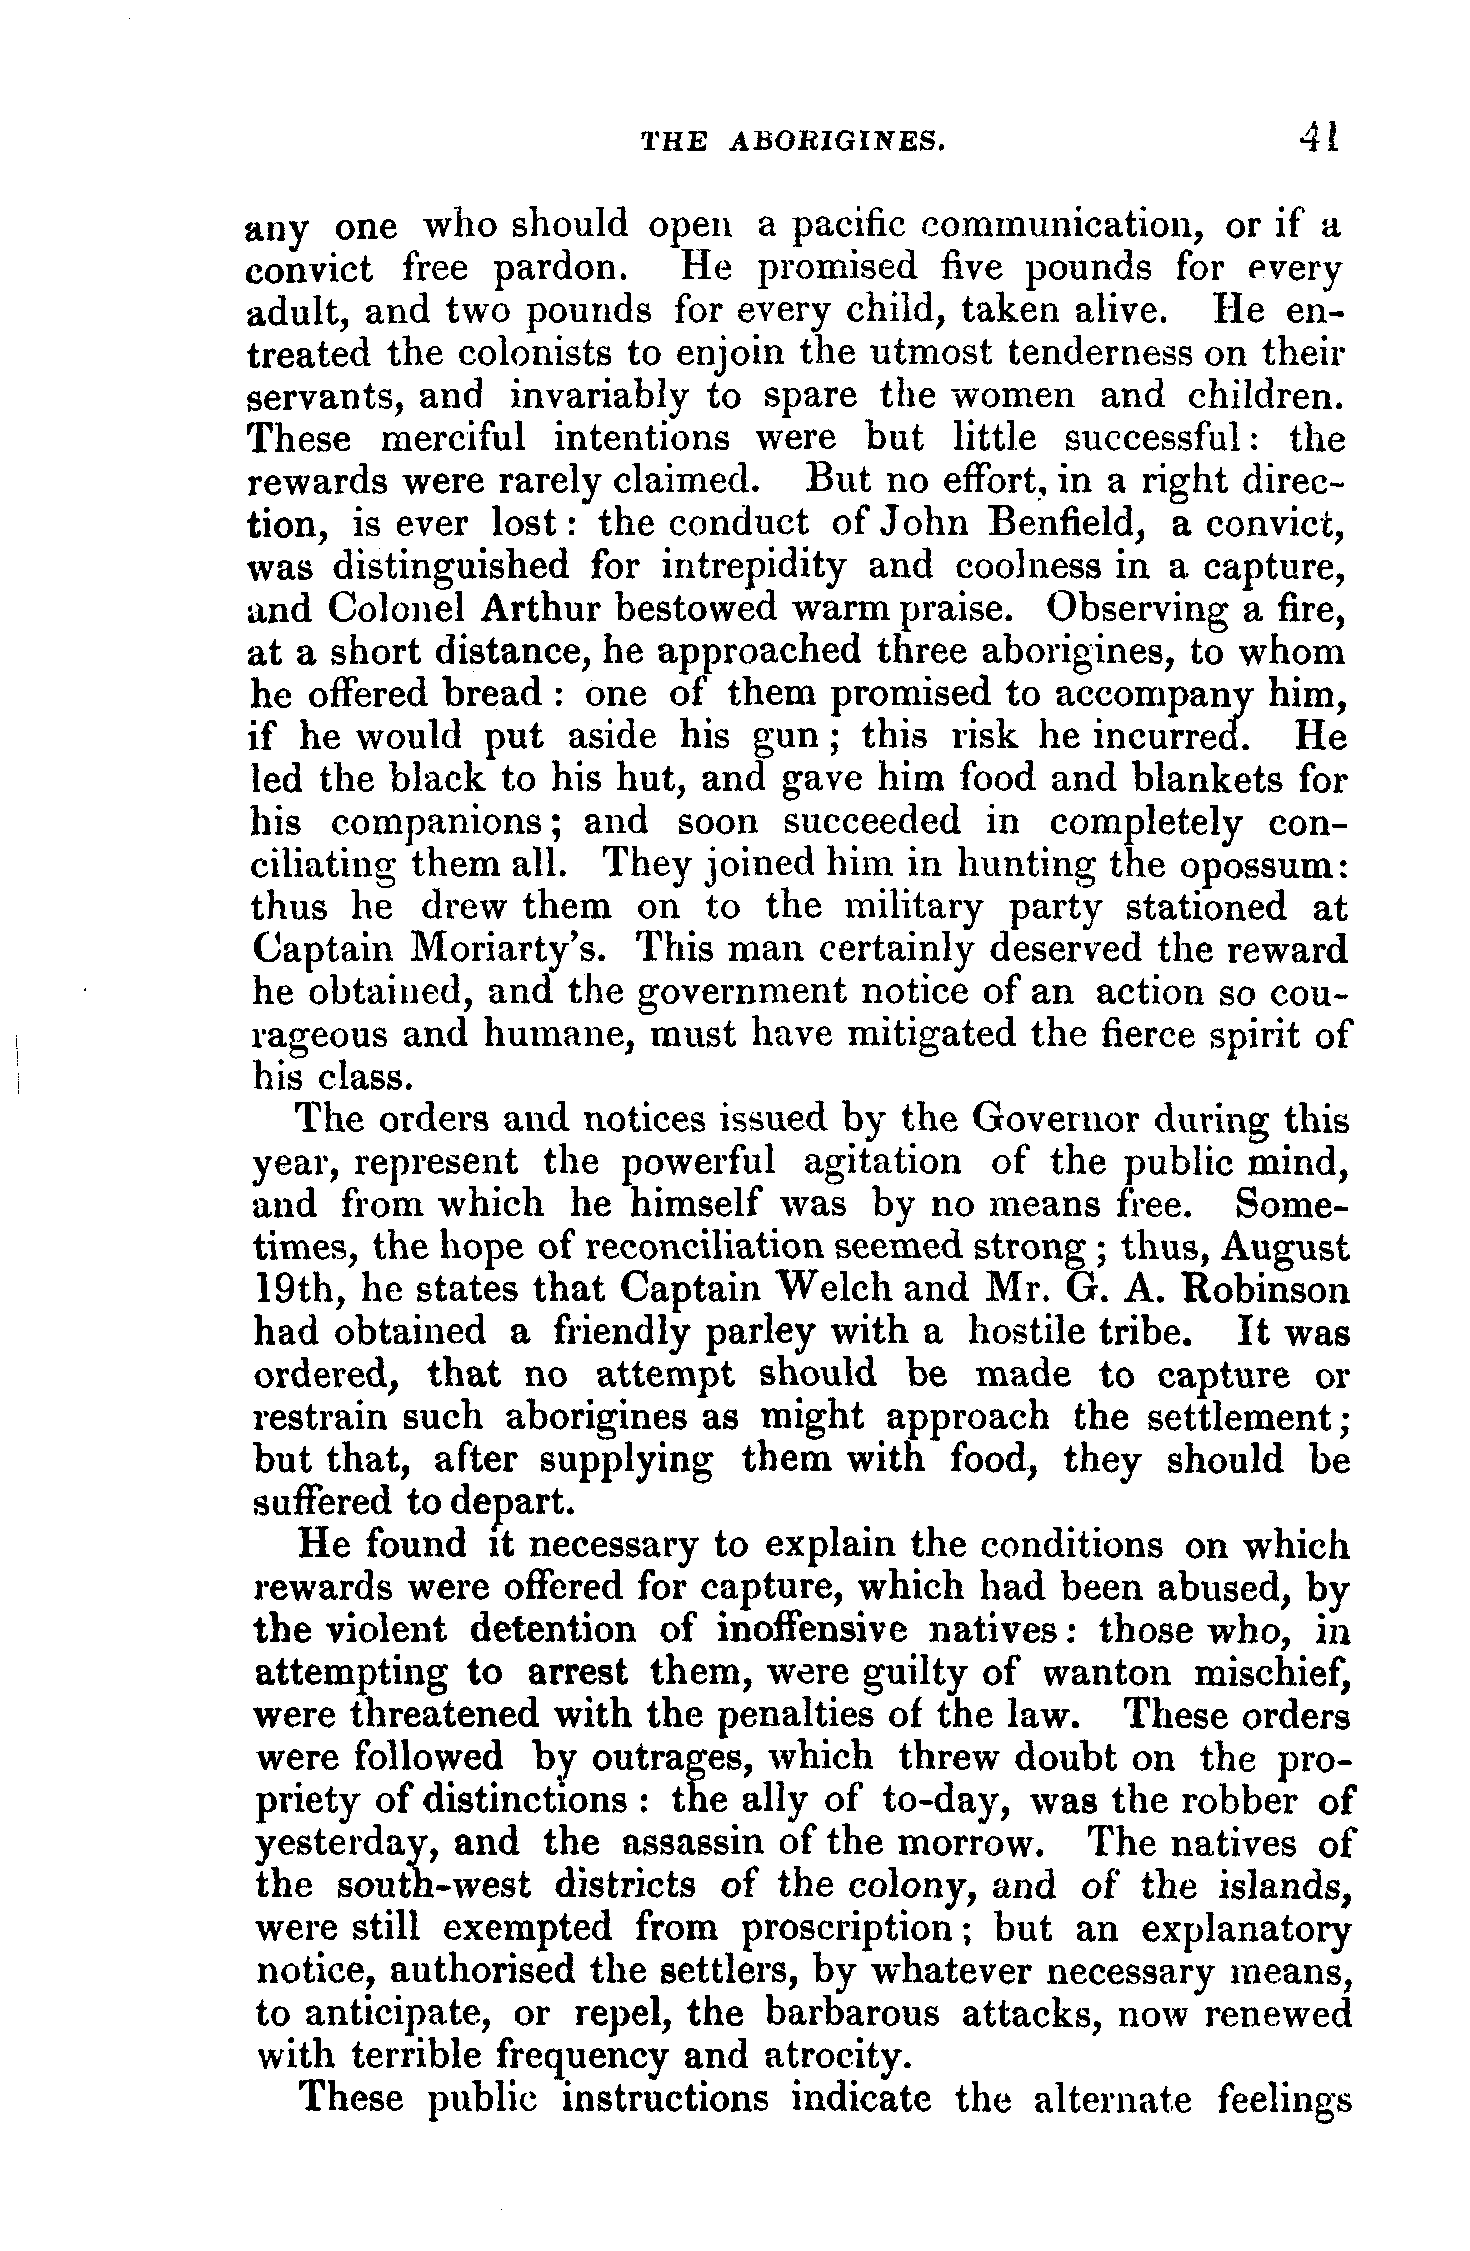 THE ABORIGINES. 41
any one who should open a pacific communication, or if a
convict free pardon. He promised five pounds for every
adult, and two pounds for every child, taken alive. He en-
treated the colonists to enjoin the utmost tenderness on their
servants, and invariably to spare the women and children.
These merciful intentions were but little successful: the
rewards were rarely claimed. But no effort, in a right direc-
tion, is ever lost: the conduct of John Benfield, a convict,
was distinguished for intrepidity and coolness in a capture,
and Colonel Arthur bestowed warm praise. Observing a fire,
at a short distance, he approached three aborigines, to whom
he offered bread: one of them promised to accompany him,
if he would put aside his gun; this risk he incurred. He
led the black to his hut, and gave him food and blankets for
his companions; and soon succeeded in completely con-
ciliating them all. They joined him in hunting the opossum:
thus he drew them on to the military party stationed at
Captain Moriarty's. This man certainly deserved the reward
he obtained, and the government notice of an action so cou-
rageous and humane, must have mitigated the fierce spirit of
his class.
The orders and notices issued by the Governor during this
year, represent the powerful agitation of the public mind,
and from which he himself was by no means free. Some-
times, the hope of reconciliation seemed strong; thus, August
19th, he states that Captain Welch and Mr. G. A. Robinson
had obtained a friendly parley with a hostile tribe. It was
ordered, that no attempt should be made to capture or
restrain such aborigines as might approach the settlement;
but that, after supplying them with food, they should be
suffered to depart.
He found it necessary to explain the conditions on which
rewards were offered for capture, which had been abused, by
the violent detention of inoffensive natives: those who, in
attempting to arrest them, were guilty of wanton mischief,
were threatened with the penalties of the law. These orders
were followed by outrages, which threw doubt on the pro-
priety of distinctions: the ally of to-day, was the robber of
yesterday, and the assassin of the morrow. The natives of
the south-west districts of the colony, and of the islands,
were still exempted from proscription; but an explanatory
notice, authorised the settlers, by whatever necessary means,
to anticipate, or repel, the barbarous attacks, now renewed
with terrible frequency and atrocity.
These public instructions indicate the alternate feelings